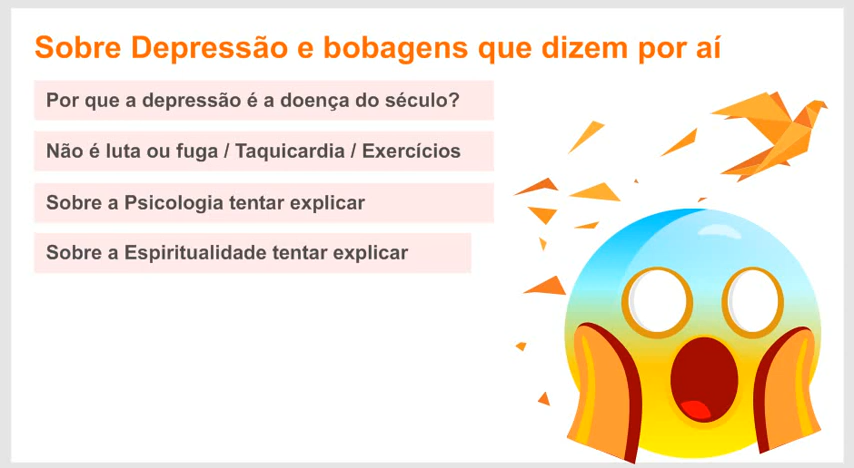 Sobre Depressão e bobagens que dizem por aí
Por que a depressão é a doença do século?
Não é luta ou fuga / Taquicardia / Exercícios
Sobre a Psicologia tentar explicar
Sobre a Espiritualidade tentar explicar